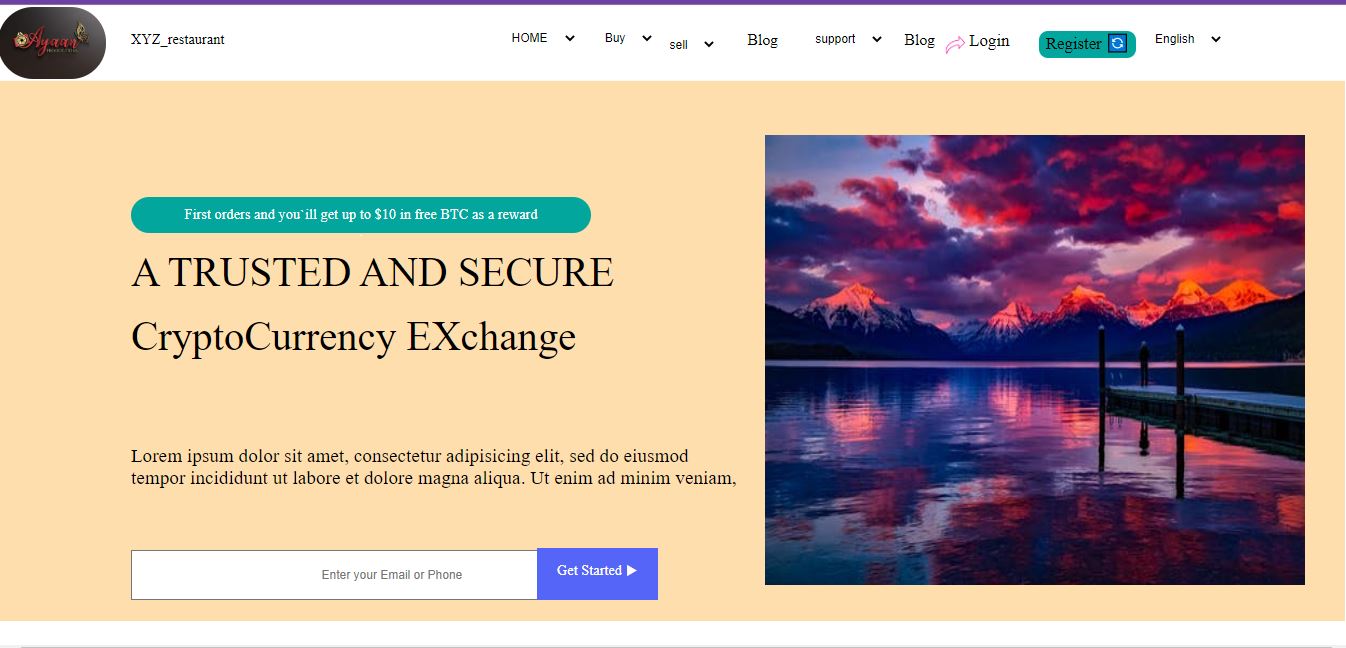 Ayaan
XYZ_restaurant
HOME
Buy
sell
Blog
support
Blog
Login
Register
English
First orders and you`ill get up to $10 in free BTC as a reward
A TRUSTED AND SECURE
CryptoCurrency EXchange
Lorem ipsum dolor sit amet, consectetur adipisicing elit, sed do eiusmod
tempor incididunt ut labore et dolore magna aliqua. Ut enim ad minim veniam,
Enter your Email or Phone
Get Started